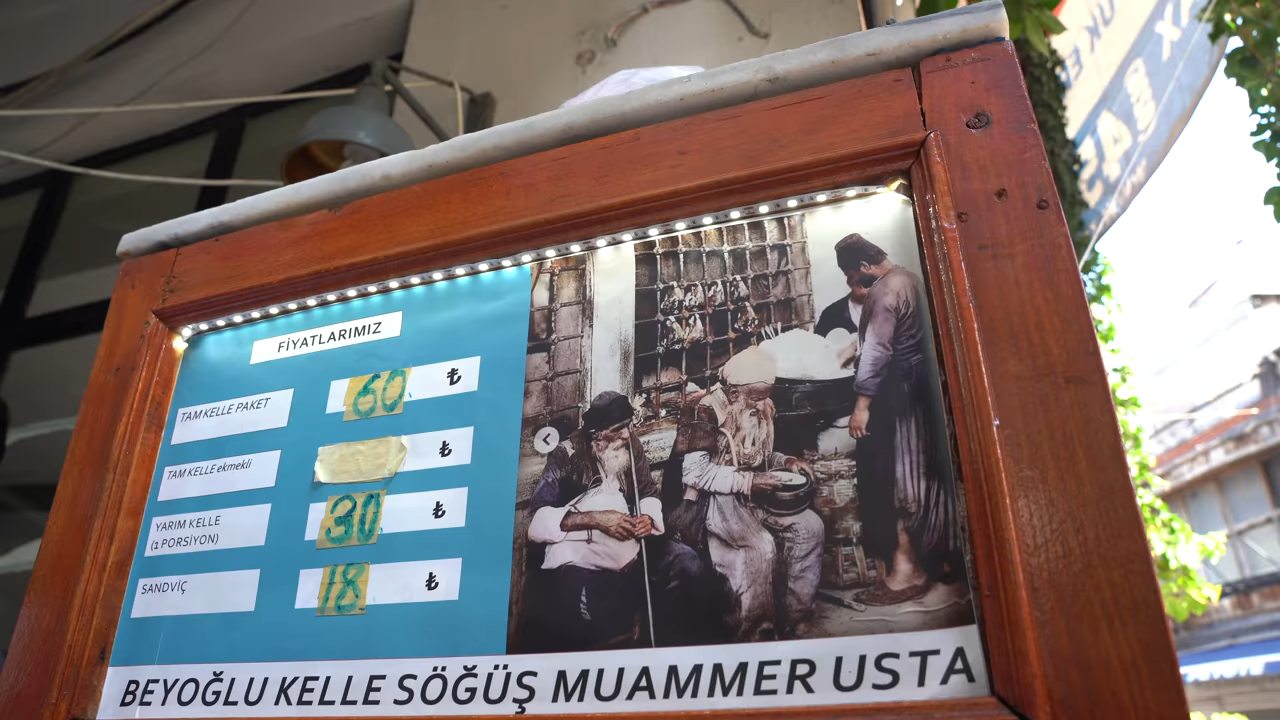 FİYATLARIMIZ
TAM KELLE PAKET 60 ₺
TAM KELLE ekmekli ₺
YARIM KELLE 30 ₺
(1 PORSİYON)
SANDVİÇ 18 ₺
BEYOĞLU KELLE SÖĞÜŞ MUAMMER USTA